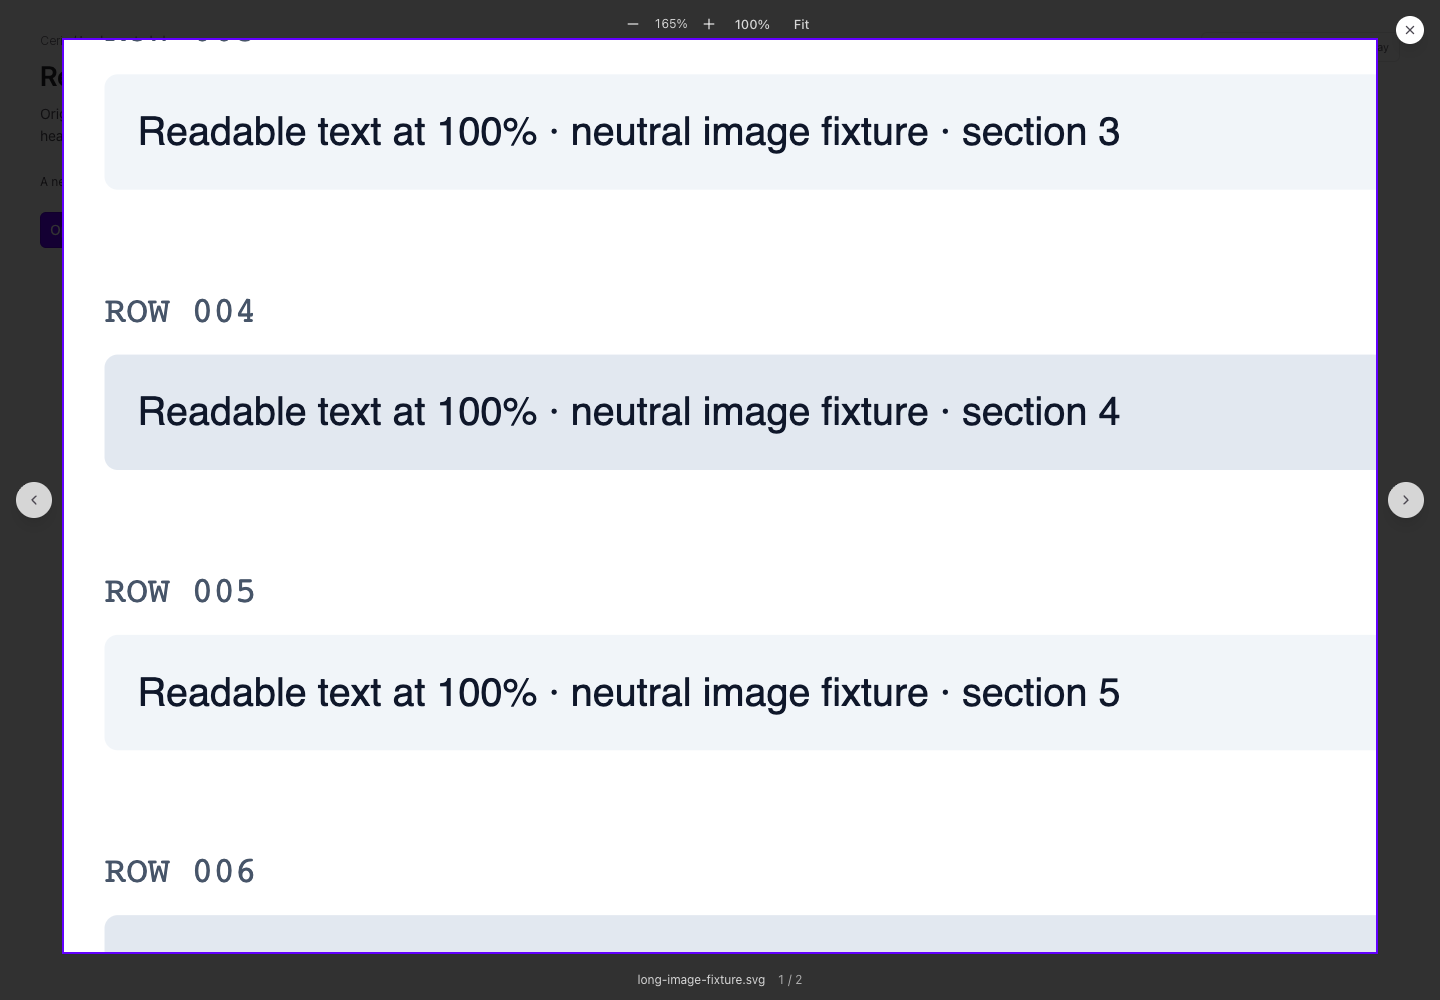 165%
100%
Fit
Readable text at 100% · neutral image fixture · section 3
ROW 004
Readable text at 100% · neutral image fixture · section 4
ROW 005
Readable text at 100% · neutral image fixture · section 5
ROW 006
long-image-fixture.svg 1 / 2